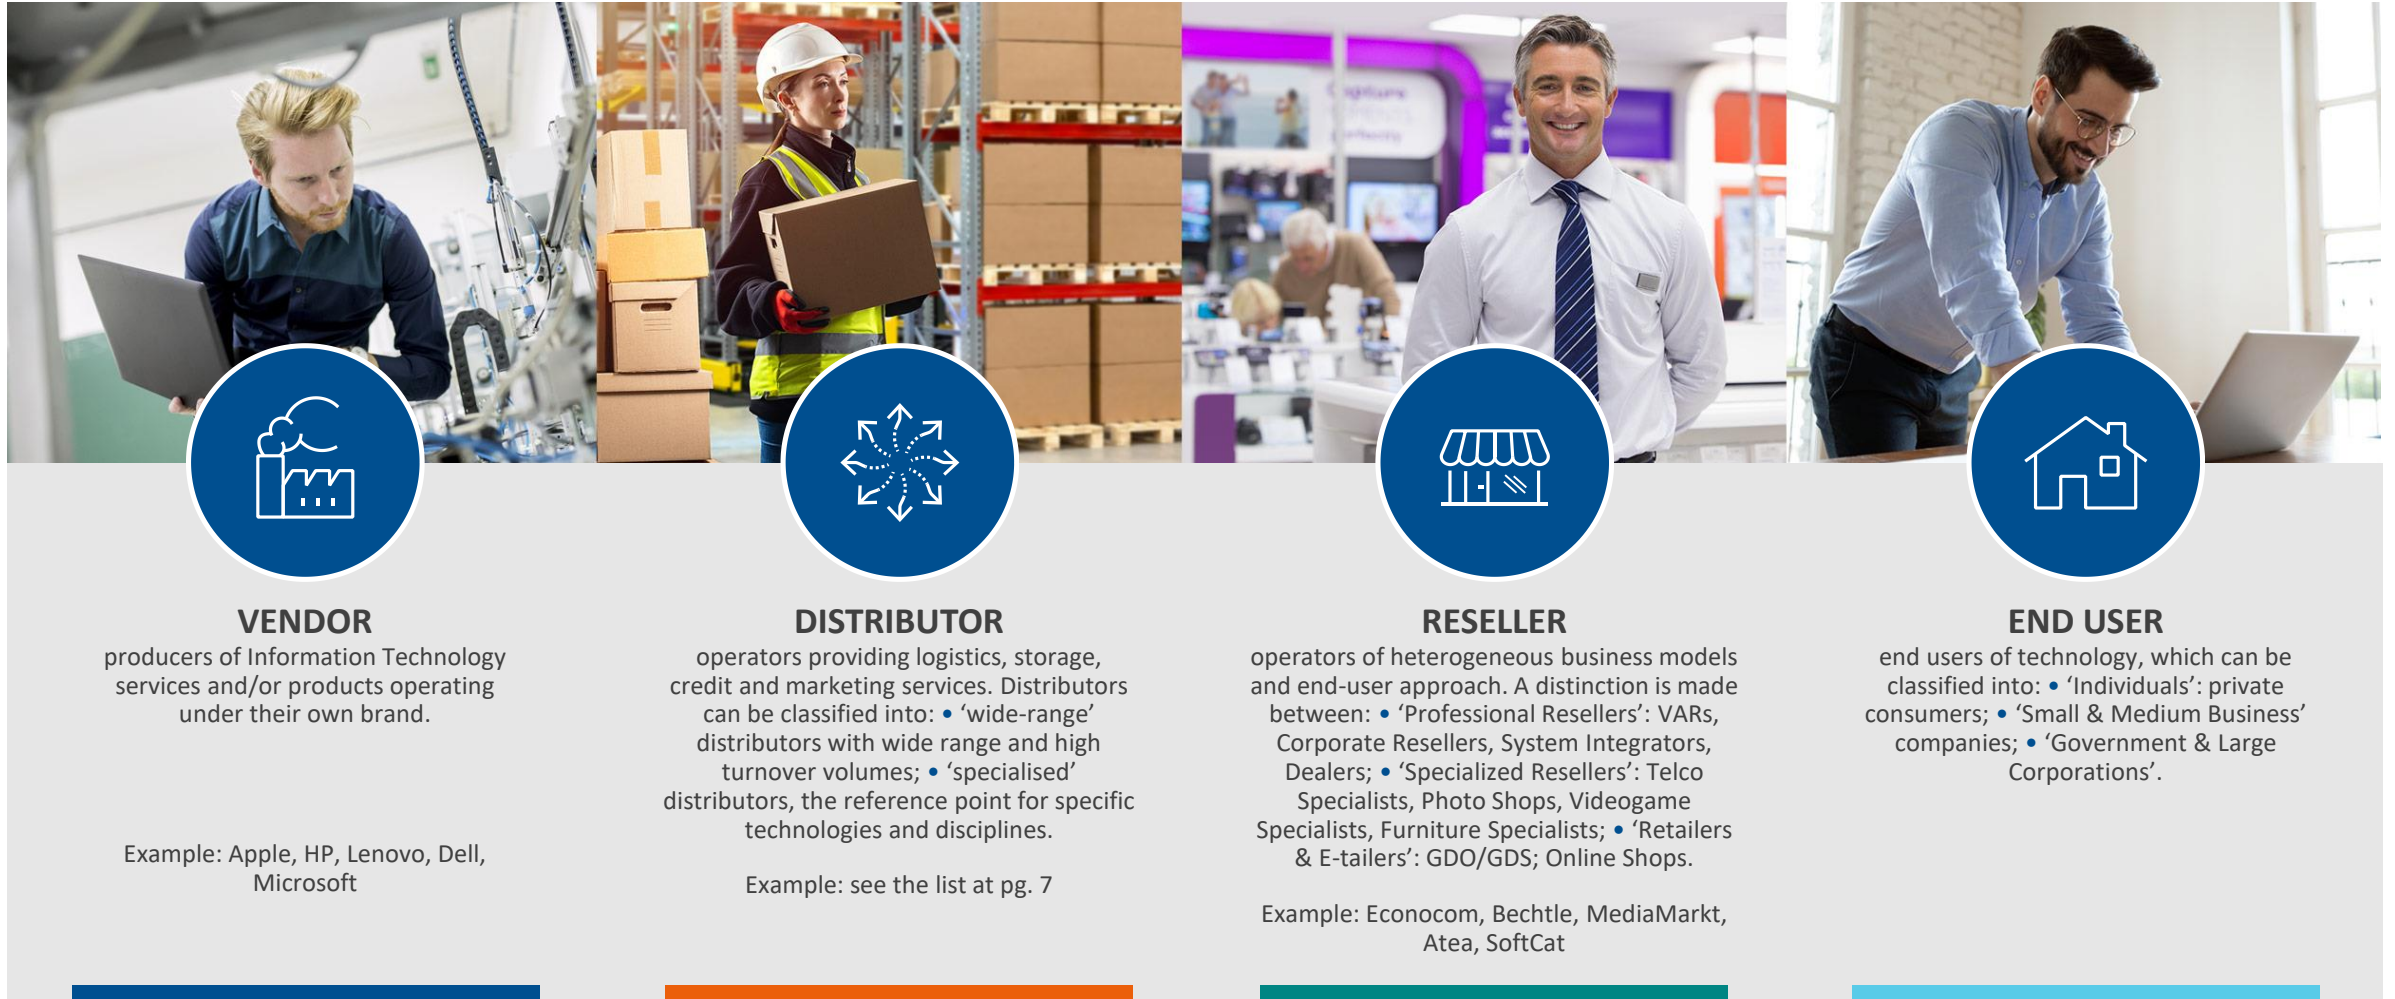 Capture
VENDOR
producers of Information Technology
services and/or products operating
under their own brand.
Example: Apple, HP, Lenovo, Dell,
Microsoft
DISTRIBUTOR
operators providing logistics, storage,
credit and marketing services. Distributors
can be classified into: • ‘wide-range’
distributors with wide range and high
turnover volumes; • ‘specialised’
distributors, the reference point for specific
technologies and disciplines.
Example: see the list at pg. 7
RESELLER
operators of heterogeneous business models
and end-user approach. A distinction is made
between: • ‘Professional Resellers’: VARs,
Corporate Resellers, System Integrators,
Dealers; • ‘Specialized Resellers’: Telco
Specialists, Photo Shops, Videogame
Specialists, Furniture Specialists; • ‘Retailers
& E-tailers’: GDO/GDS; Online Shops.
Example: Econocom, Bechtle, MediaMarkt,
Atea, SoftCat
END USER
end users of technology, which can be
classified into: • ‘Individuals’: private
consumers; • ‘Small & Medium Business’
companies; • ‘Government & Large
Corporations’.